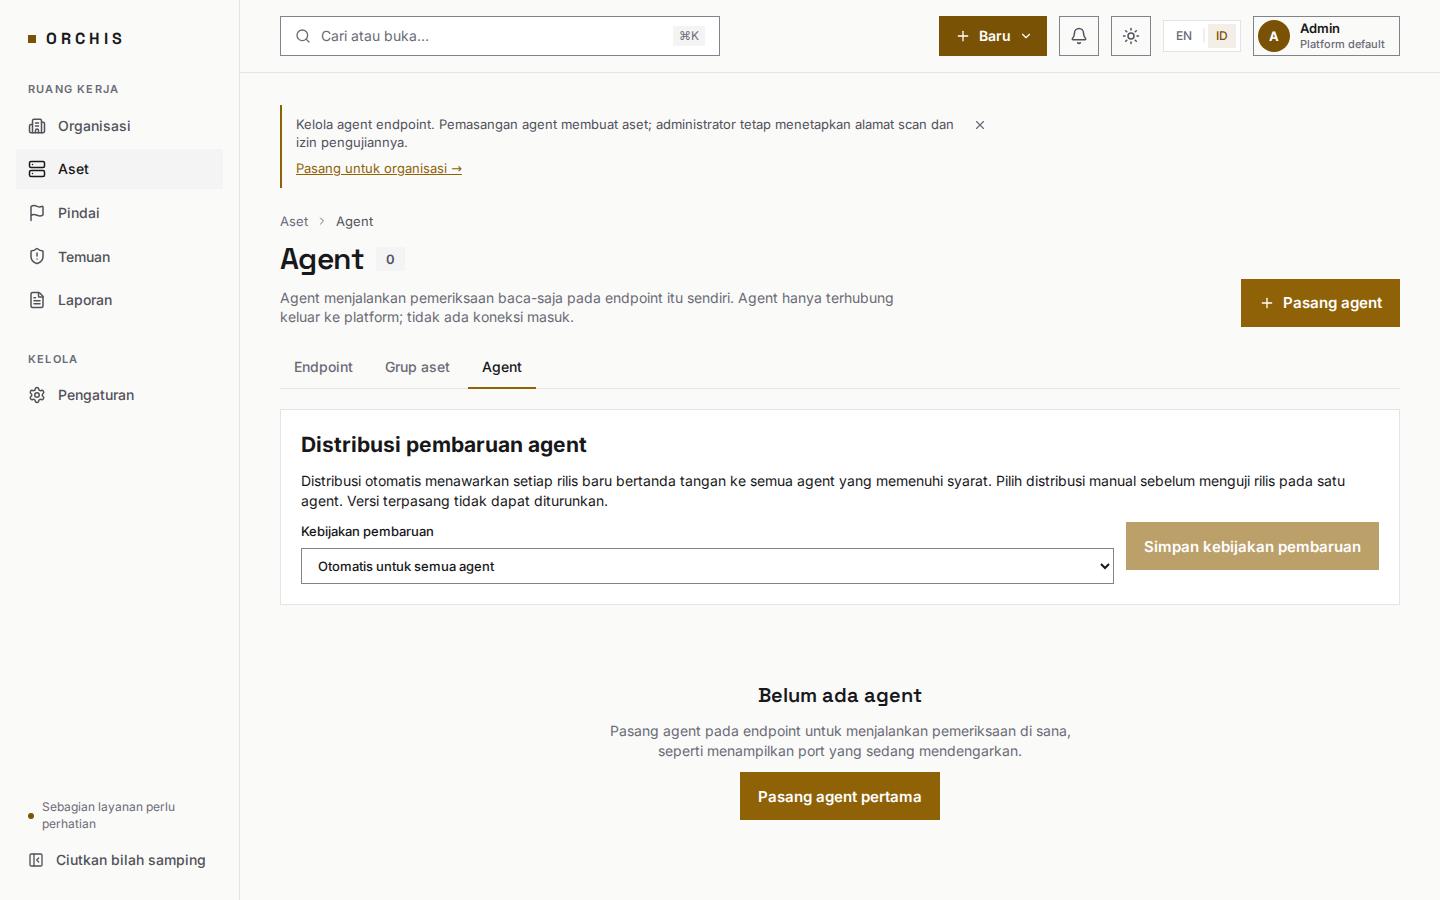 ORCHIS
RUANG KERJA
Organisasi
Aset
Pindai
Temuan
Laporan
KELOLA
Pengaturan
Sebagian layanan perlu
perhatian
Ciutkan bilah samping
Cari atau buka...
⌘K
Baru
EN
ID
A
Admin
Platform default
Kelola agent endpoint. Pemasangan agent membuat aset; administrator tetap menetapkan alamat scan dan
izin pengujiannya.
Pasang untuk organisasi →
Aset
Agent
Agent
0
Agent menjalankan pemeriksaan baca-saja pada endpoint itu sendiri. Agent hanya terhubung
keluar ke platform; tidak ada koneksi masuk.
Pasang agent
Endpoint
Grup aset
Agent
Distribusi pembaruan agent
Distribusi otomatis menawarkan setiap rilis baru bertanda tangan ke semua agent yang memenuhi syarat. Pilih distribusi manual sebelum menguji rilis pada satu
agent. Versi terpasang tidak dapat diturunkan.
Kebijakan pembaruan
Otomatis untuk semua agent
Simpan kebijakan pembaruan
Belum ada agent
Pasang agent pada endpoint untuk menjalankan pemeriksaan di sana,
seperti menampilkan port yang sedang mendengarkan.
Pasang agent pertama